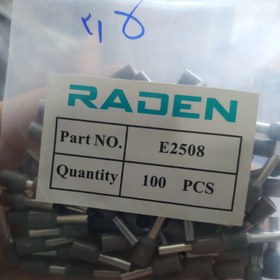 RADEN
Part NO. E2508
Quantity 100 PCS